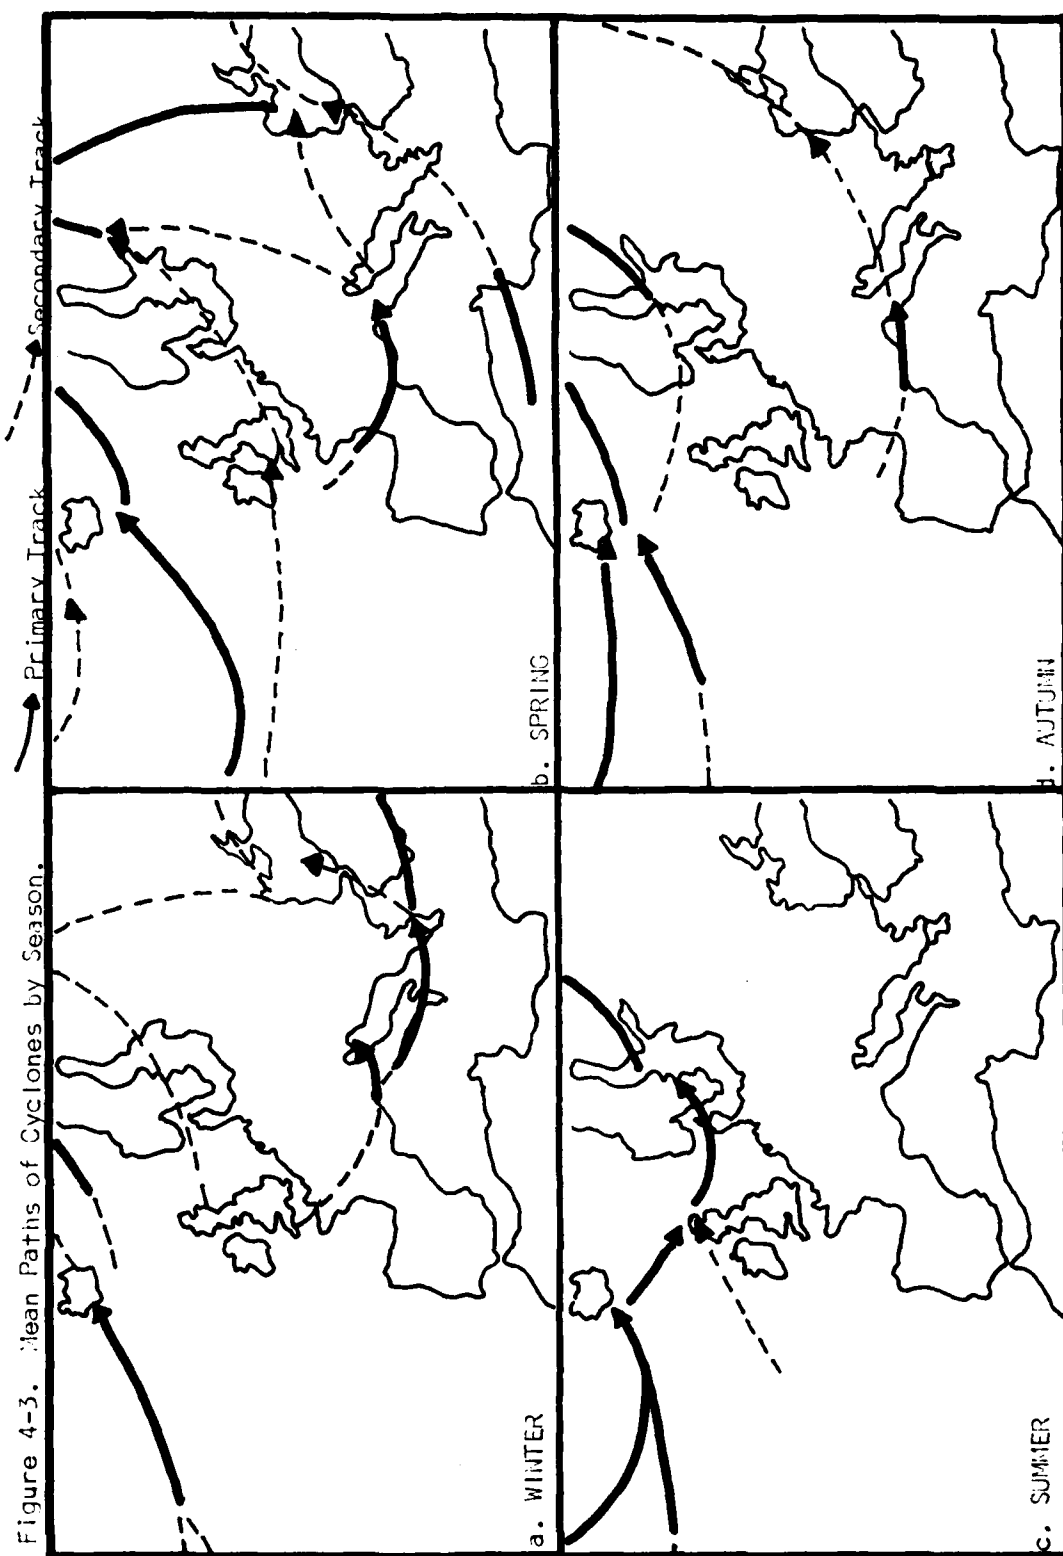 Figure 4-3. Mean Paths of Cyclones by Season.
Primary Track
Secondary Track
a. WINTER
b. SPRING
c. SUMMER
d. AUTUMN